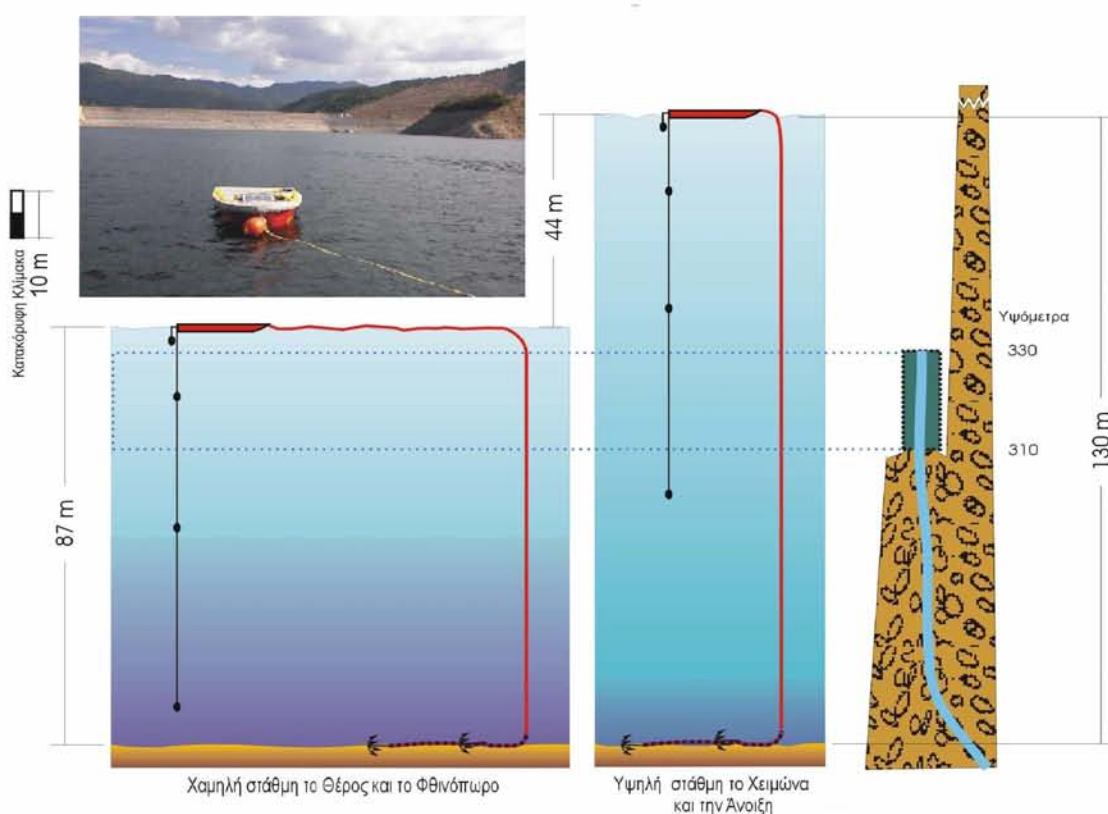 Κατακόρυφη Κλίμακα
10 m
44 m
87 m
Υψόμετρα
330
310
130 m
Χαμηλή στάθμη το Θέρος και το Φθινόπωρο
Υψηλή στάθμη το Χειμώνα
και την Άνοιξη